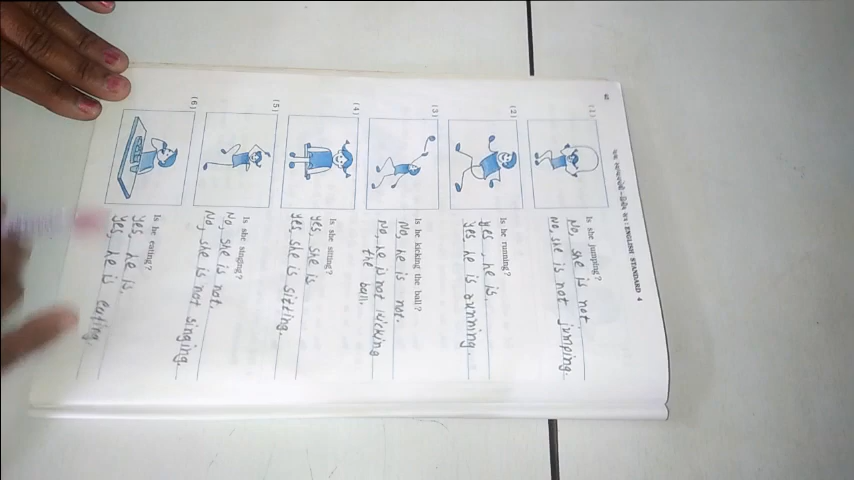 ENGLISH STANDARD 4
(1)
Is she jumping?
No, she is not.
No, she is not jumping.
(2)
Is he running?
yes, he is.
yes he is running.
(3)
Is he kicking the ball?
No, he is not.
No, he is not kicking
the ball.
(4)
Is she sitting?
yes, she is
yes, she is sitting.
(5)
Is she singing?
No, she is not.
No, she is not singing.
(6)
Is he eating?
yes, he is.
yes, he is eating.